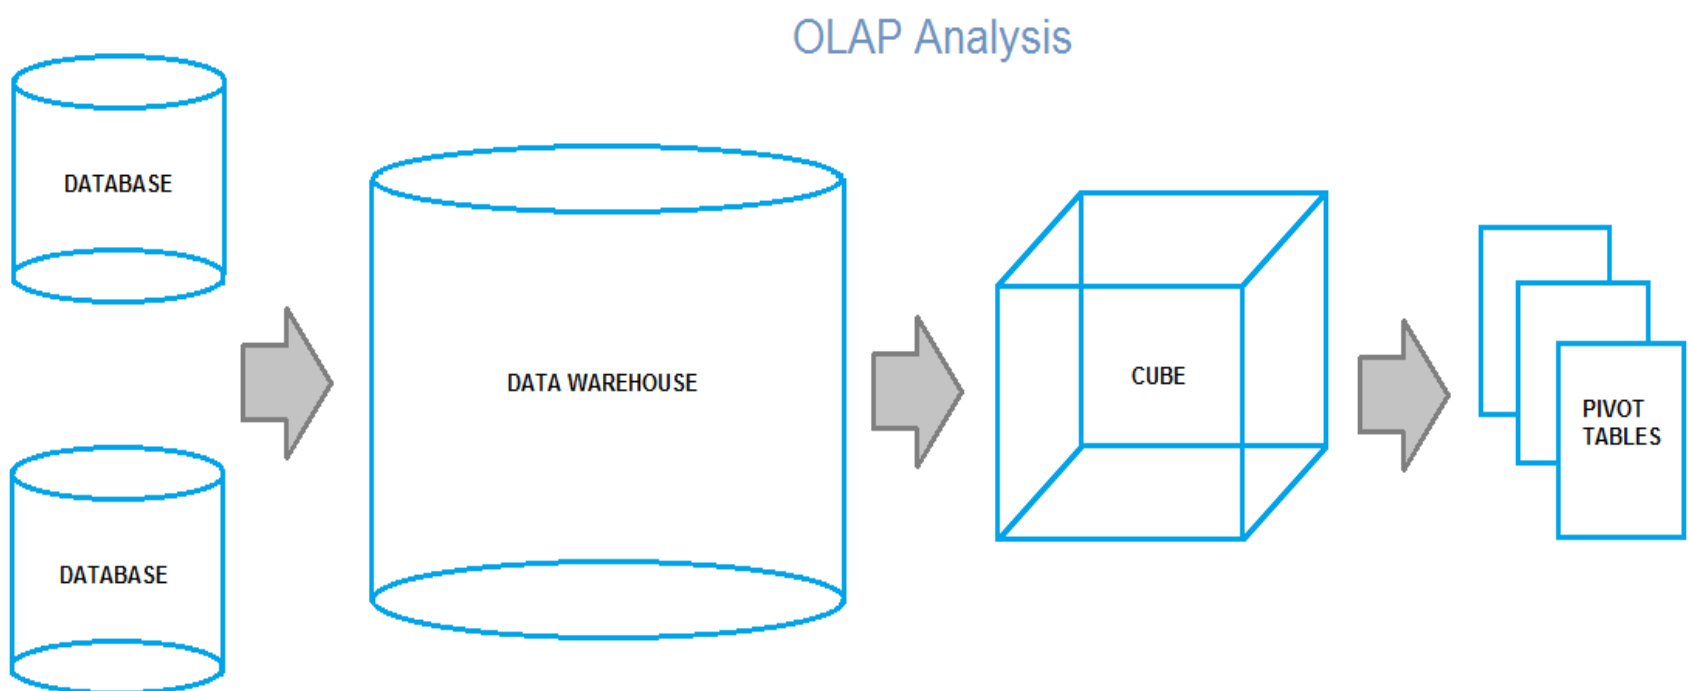 OLAP Analysis
DATABASE
DATABASE
DATA WAREHOUSE
CUBE
PIVOT
TABLES